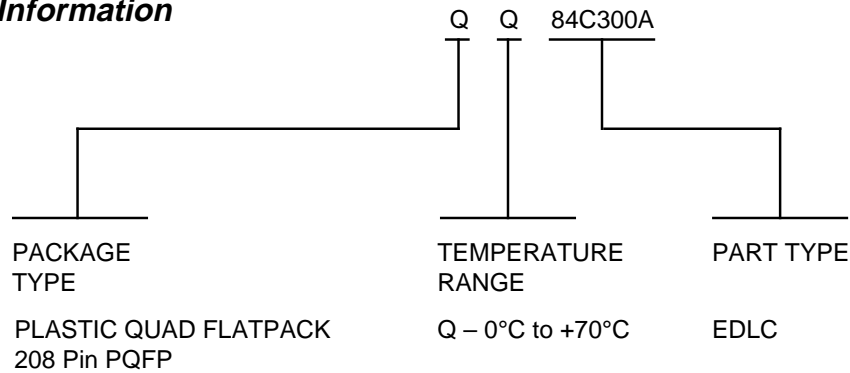 Information
Q Q 84C300A
PACKAGE TYPE
TEMPERATURE RANGE
PART TYPE
PLASTIC QUAD FLATPACK
208 Pin PQFP
Q – 0°C to +70°C
EDLC